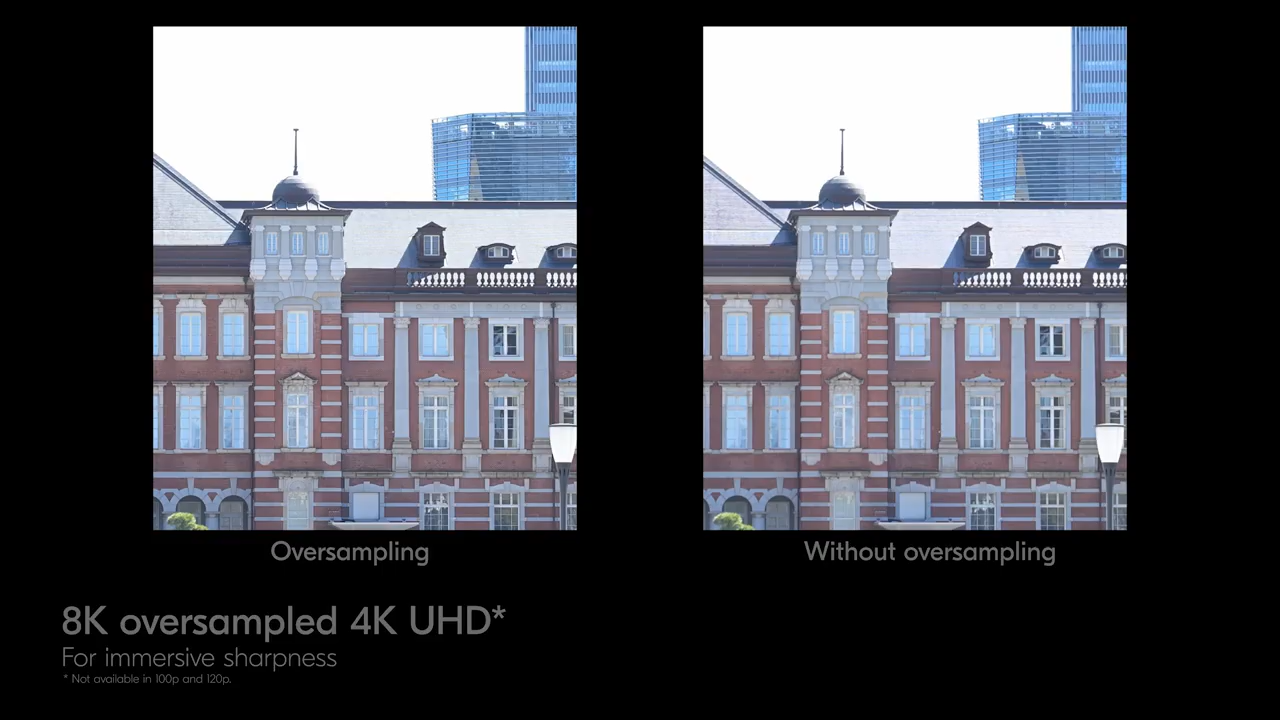 Oversampling
Without oversampling
8K oversampled 4K UHD*
For immersive sharpness
* Not available in 100p and 120p.